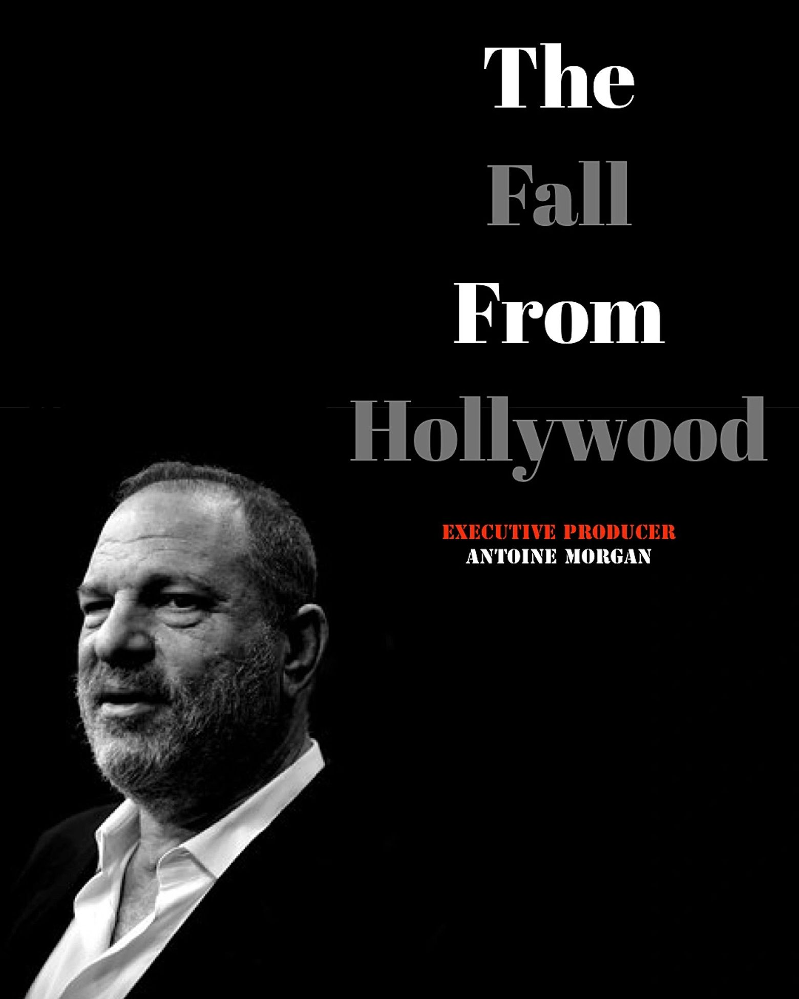 The
Fall
From
Hollywood
EXECUTIVE PRODUCER
ANTOINE MORGAN